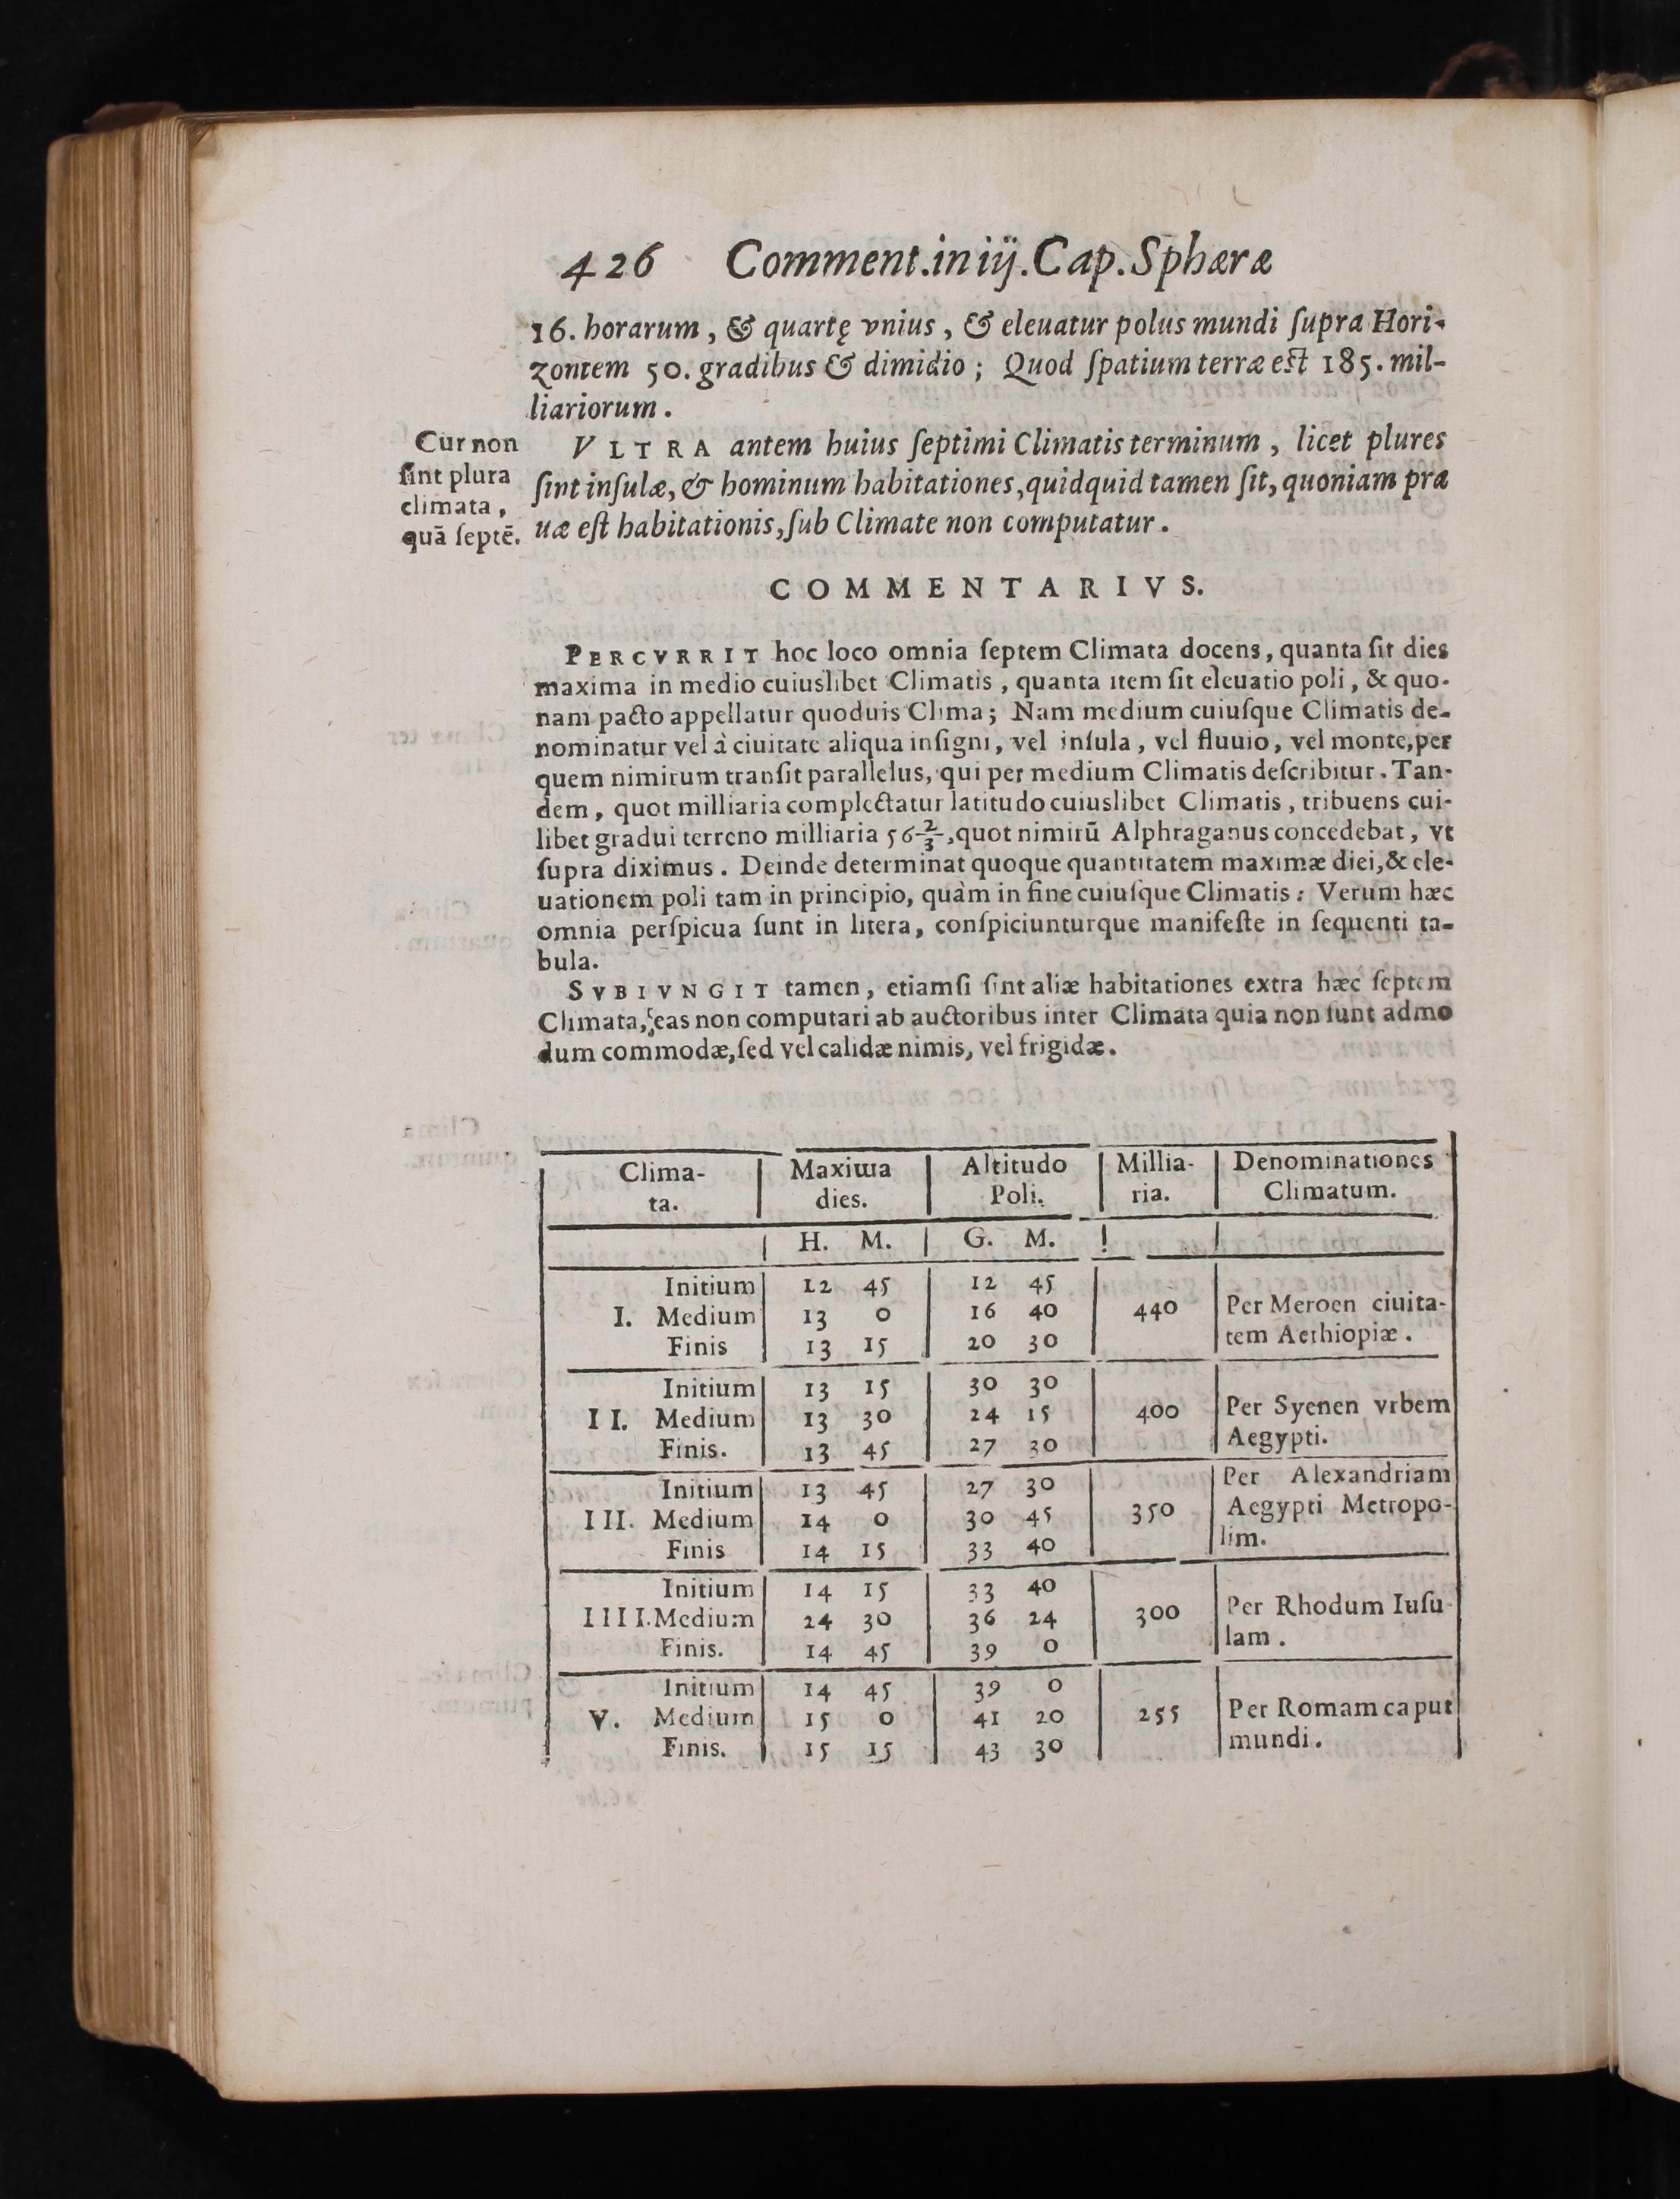 426 Comment.in iij.Cap.Sphæræ
16. horarum, & quartę vnius, & eleuatur polus mundi ſupra Hori-
zontem 50. gradibus & dimidio; Quod ſpatium terræ eſt 185. mil-
liariorum.
Cur non
ſint plura
climata,
quā ſeptē.
VLTRA antem huius ſeptimi Climatis terminum, licet plures
ſint inſulæ, & hominum habitationes, quidquid tamen ſit, quoniam pra
uæ eſt habitationis, ſub Climate non computatur.
COMMENTARIVS.
PERCVRRIT hoc loco omnia ſeptem Climata docens, quanta ſit dies
maxima in medio cuiuslibet Climatis, quanta item ſit eleuatio poli, & quo-
nam pacto appellatur quoduis Clima; Nam medium cuiuſque Climatis de-
nominatur vel à ciuitate aliqua inſigni, vel inſula, vel fluuio, vel monte, per
quem nimirum tranſit parallelus, qui per medium Climatis deſcribitur. Tan-
dem, quot milliaria complectatur latitudo cuiuslibet Climatis, tribuens cui-
libet gradui terreno milliaria 56 2/3, quot nimirū Alphraganus concedebat, vt
ſupra diximus. Deinde determinat quoque quantitatem maximæ diei, & ele-
uationem poli tam in principio, quàm in fine cuiuſque Climatis: Verum hæc
omnia perſpicua ſunt in litera, conſpiciunturque manifeſte in ſequenti ta-
bula.
SVBIVNGIT tamen, etiamſi ſint aliæ habitationes extra hæc ſeptem
Climata, eas non computari ab auctoribus inter Climata quia non ſunt admo
dum commodæ, ſed vel calidæ nimis, vel frigidæ.
Clima- | Maxima | Altitudo | Millia- | Denominationes
ta. | dies. | Poli. | ria. | Climatum.
H. M. | G. M.
Initium | 12 45 | 12 45
I. Medium | 13 0 | 16 40 | 440 | Per Meroen ciuita-
Finis | 13 15 | 20 30 | tem Aethiopiæ.
Initium | 13 15 | 30 30
II. Medium | 13 30 | 24 15 | 400 | Per Syenen vrbem
Finis. | 13 45 | 27 30 | Aegypti.
Initium | 13 45 | 27 30 | Per Alexandriam
III. Medium | 14 0 | 30 45 | 350 | Aegypti Metropo-
Finis | 14 15 | 33 40 | lim.
Initium | 14 15 | 33 40
IIII. Medium | 24 30 | 36 24 | 300 | Per Rhodum Iuſu
Finis. | 14 45 | 39 0 | lam.
Initium | 14 45 | 39 0
V. Medium | 15 0 | 41 20 | 255 | Per Romam caput
Finis. | 15 15 | 43 30 | mundi.